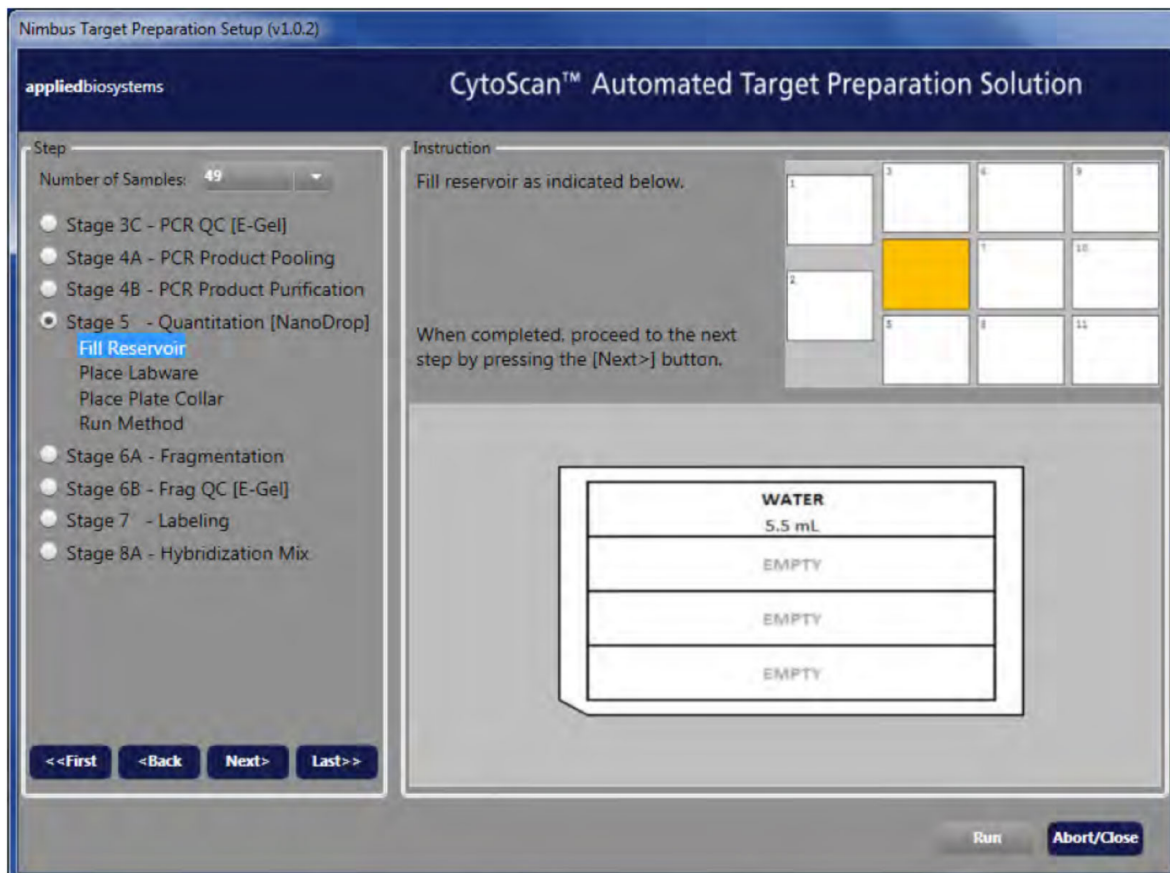 Nimbus Target Preparation Setup (v1.0.2)
appliedbiosystems
CytoScan™ Automated Target Preparation Solution
Step
Number of Samples: 49
Stage 3C - PCR QC [E-Gel]
Stage 4A - PCR Product Pooling
Stage 4B - PCR Product Purification
Stage 5 - Quantitation [NanoDrop]
Fill Reservoir
Place Labware
Place Plate Collar
Run Method
Stage 6A - Fragmentation
Stage 6B - Frag QC [E-Gel]
Stage 7 - Labeling
Stage 8A - Hybridization Mix
<<First <Back Next> Last>>
Instruction
Fill reservoir as indicated below.
When completed, proceed to the next
step by pressing the [Next>] button.
1 3 6 9
2 7 10
5 8 11
WATER
5.5 mL
EMPTY
EMPTY
EMPTY
Run Abort/Close